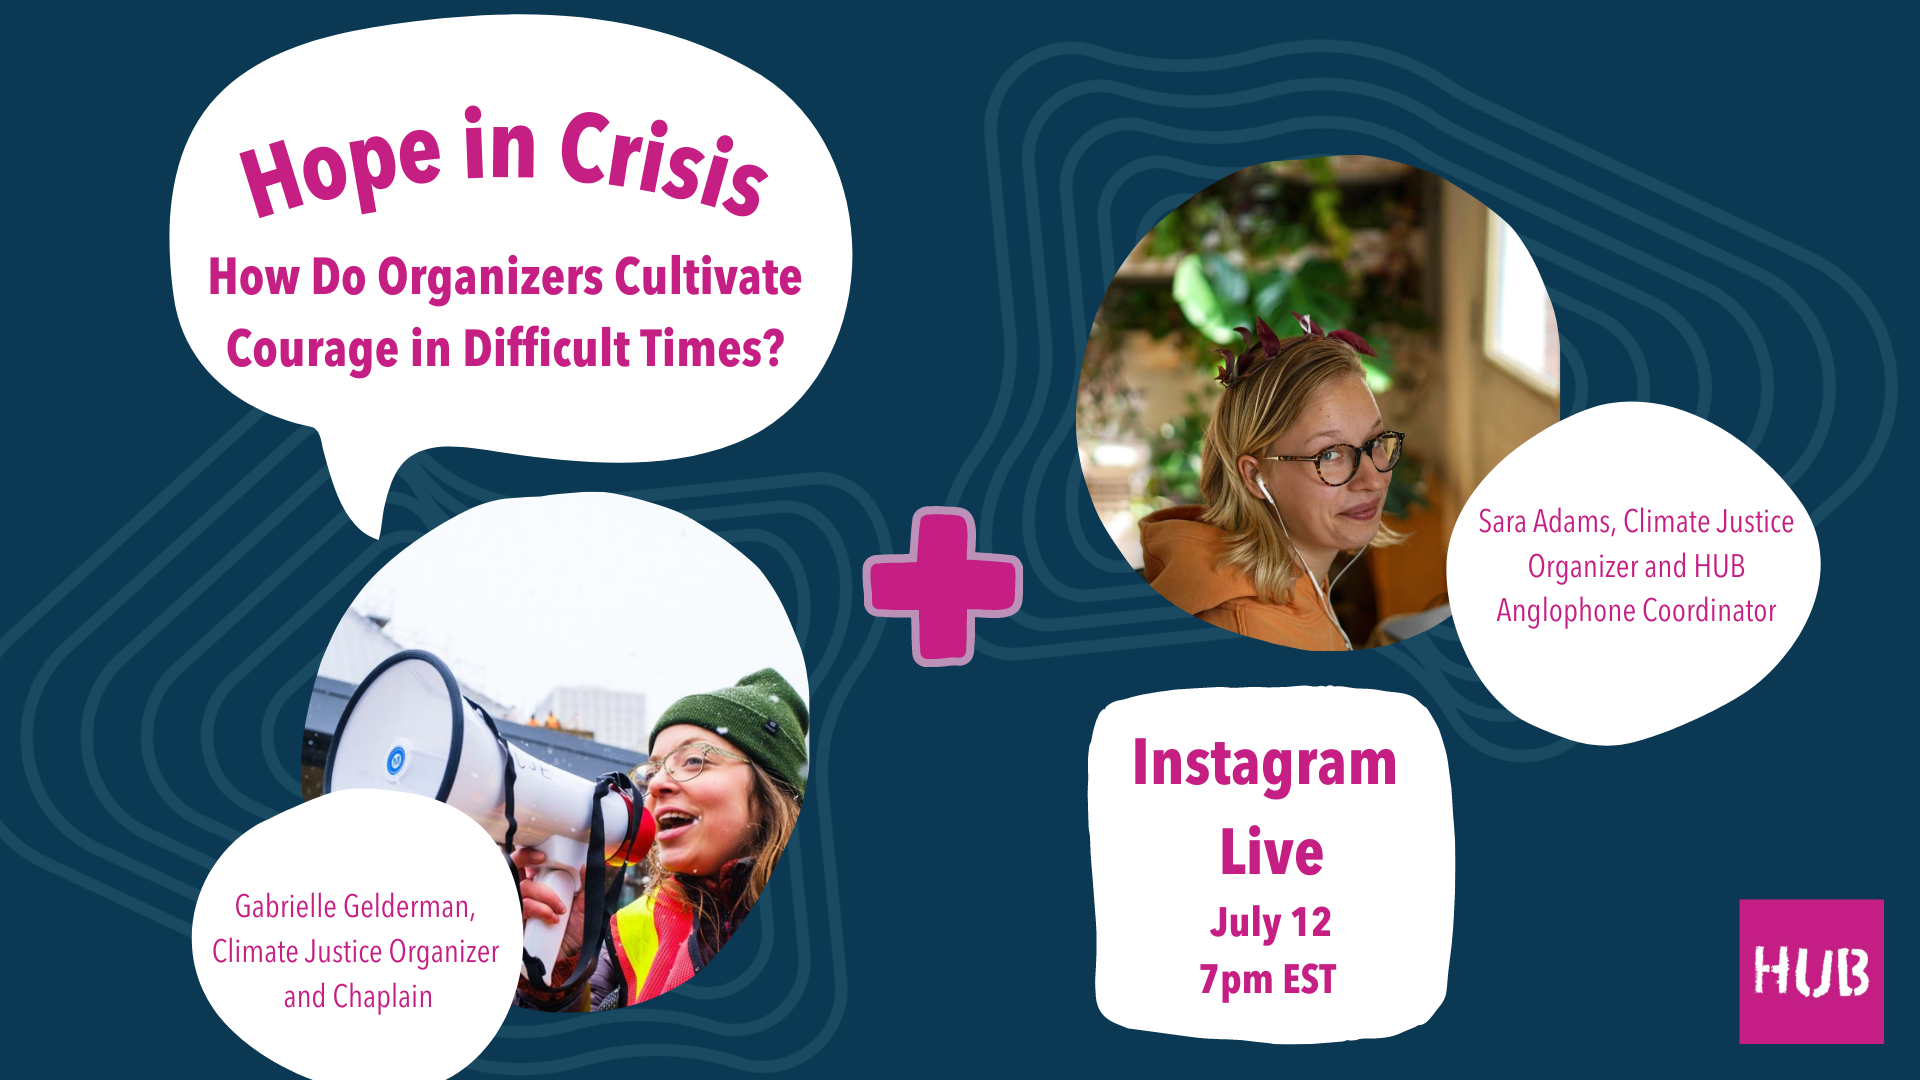 Hope in Crisis
How Do Organizers Cultivate
Courage in Difficult Times?
Sara Adams, Climate Justice
Organizer and HUB
Anglophone Coordinator
Gabrielle Gelderman,
Climate Justice Organizer
and Chaplain
Instagram
Live
July 12
7pm EST
HUB